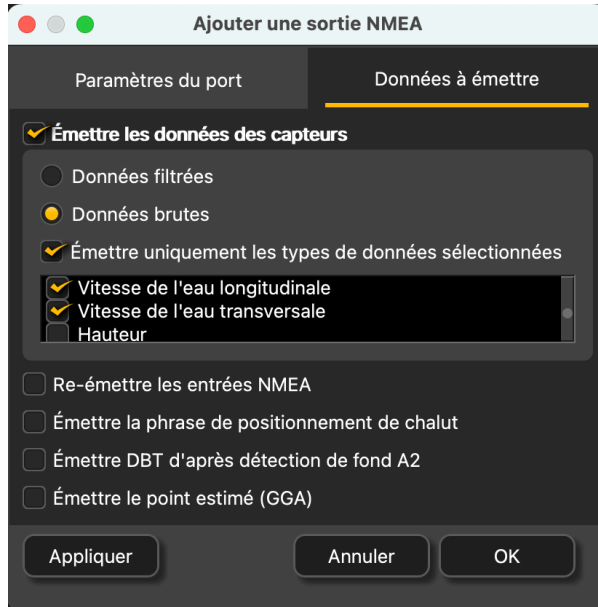 Ajouter une sortie NMEA
Paramètres du port
Données à émettre
Émettre les données des capteurs
Données filtrées
Données brutes
Émettre uniquement les types de données sélectionnées
Vitesse de l'eau longitudinale
Vitesse de l'eau transversale
Hauteur
Re-émettre les entrées NMEA
Émettre la phrase de positionnement de chalut
Émettre DBT d'après détection de fond A2
Émettre le point estimé (GGA)
Appliquer
Annuler
OK